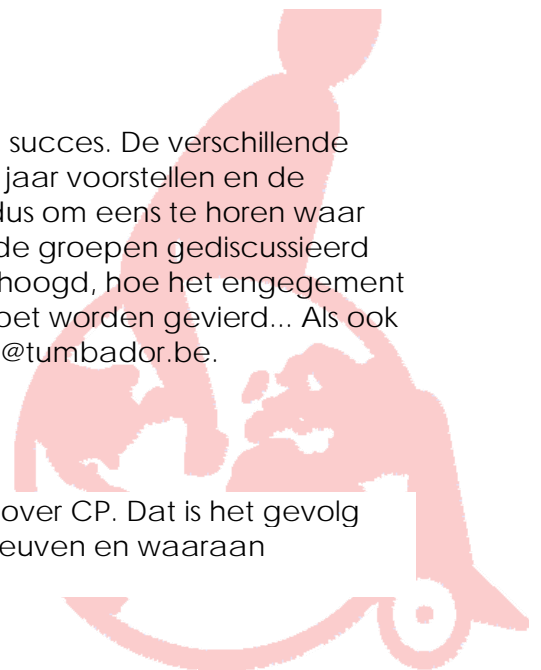 succes. De verschillende
jaar voorstellen en de
dus om eens te horen waar
de groepen gediscussieerd
hoogd, hoe het engegement
oet worden gevierd... Als ook
@tumbador.be.
over CP. Dat is het gevolg
euven en waaraan